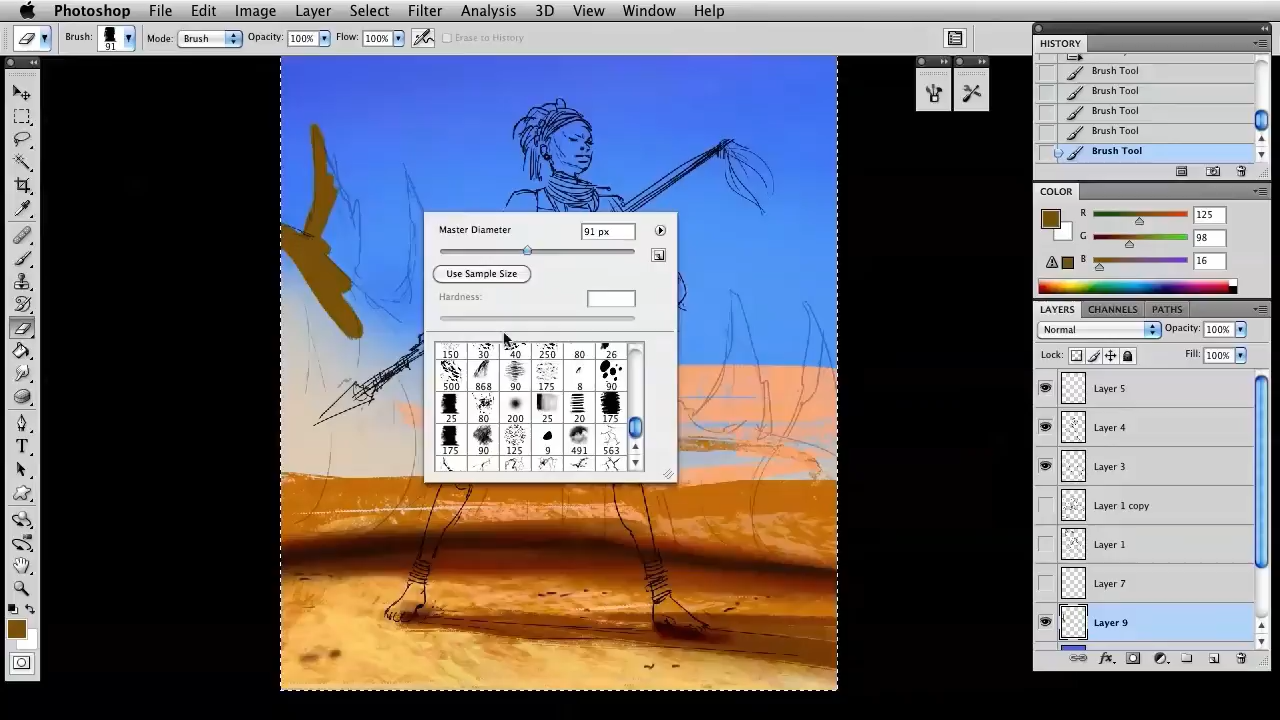 Photoshop File Edit Image Layer Select Filter Analysis 3D View Window Help
Brush: 91 Mode: Brush Opacity: 100% Flow: 100% Erase to History
HISTORY
Brush Tool
Brush Tool
Brush Tool
Brush Tool
Brush Tool
COLOR
R 125
G 98
B 16
LAYERS CHANNELS PATHS
Normal Opacity: 100%
Lock: Fill: 100%
Layer 5
Layer 4
Layer 3
Layer 1 copy
Layer 1
Layer 7
Layer 9
Master Diameter 91 px
Use Sample Size
Hardness:
150 30 40 250 80 26
500 868 90 175 8 90
25 80 200 25 20 175
175 90 125 9 491 563
T